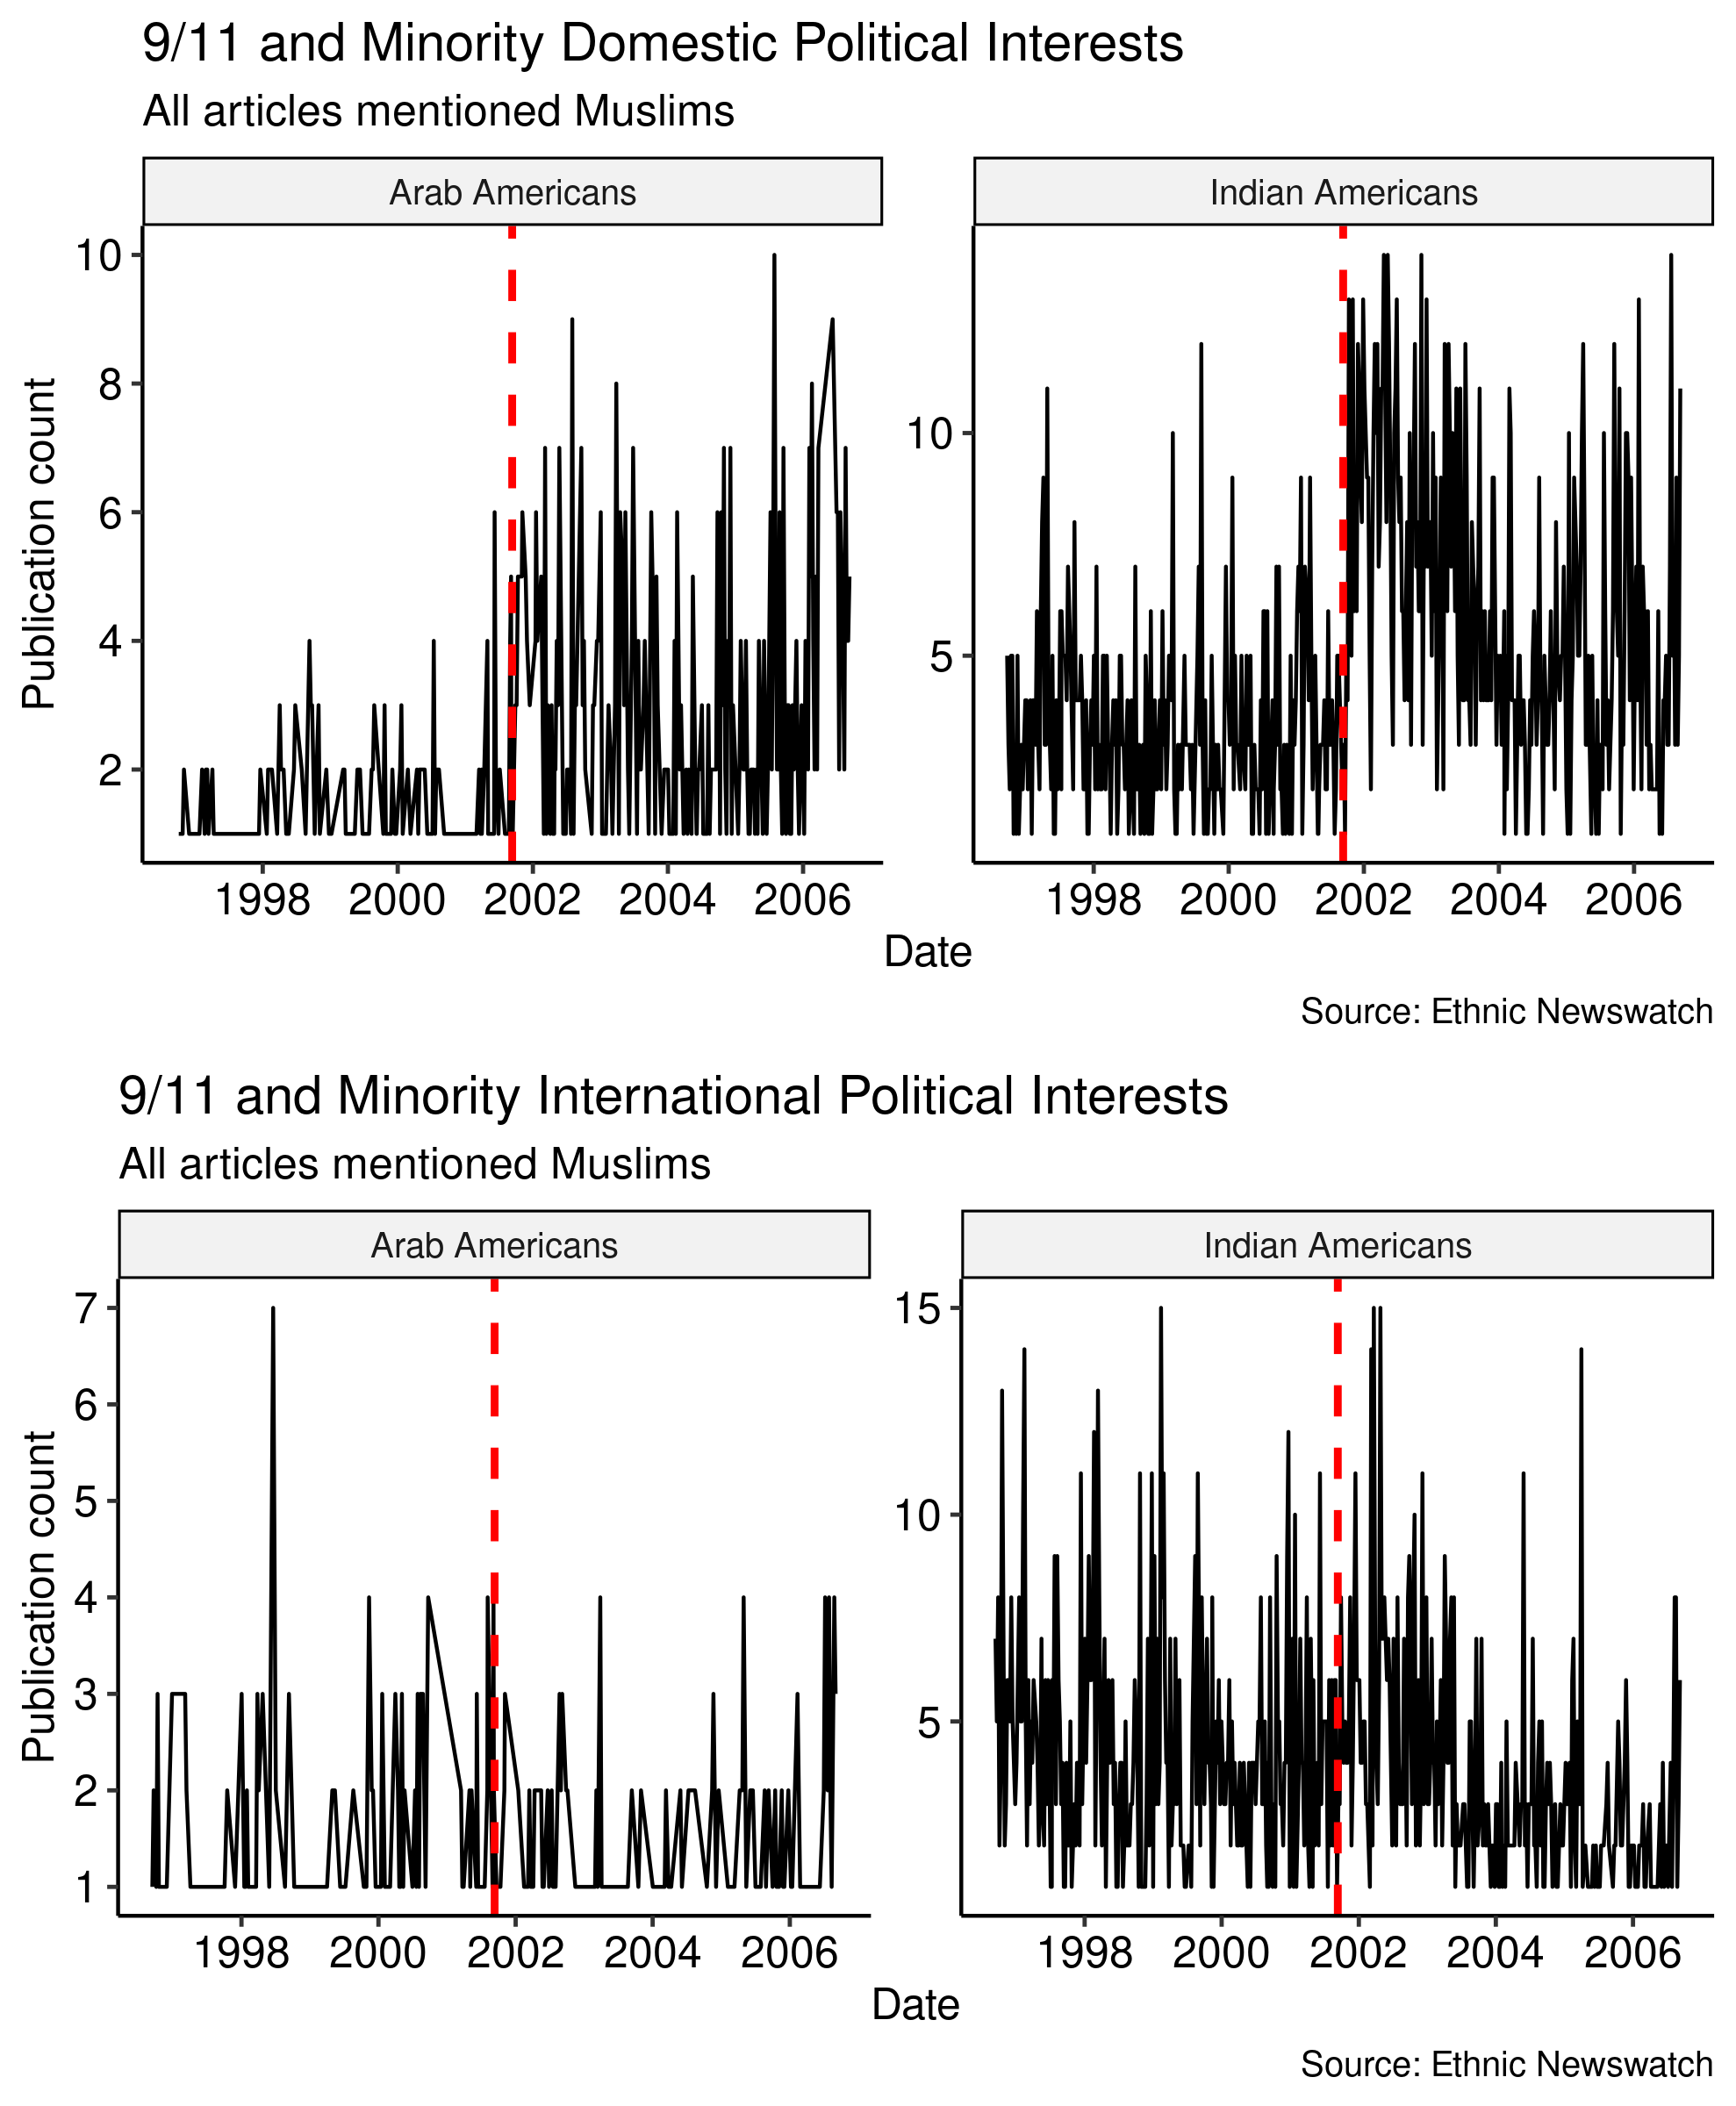 9/11 and Minority Domestic Political Interests
All articles mentioned Muslims
Arab Americans
Indian Americans
Publication count
10
8
6
4
2
10
5
1998 2000 2002 2004 2006
1998 2000 2002 2004 2006
Date
Source: Ethnic Newswatch
9/11 and Minority International Political Interests
All articles mentioned Muslims
Arab Americans
Indian Americans
Publication count
7
6
5
4
3
2
1
15
10
5
1998 2000 2002 2004 2006
1998 2000 2002 2004 2006
Date
Source: Ethnic Newswatch